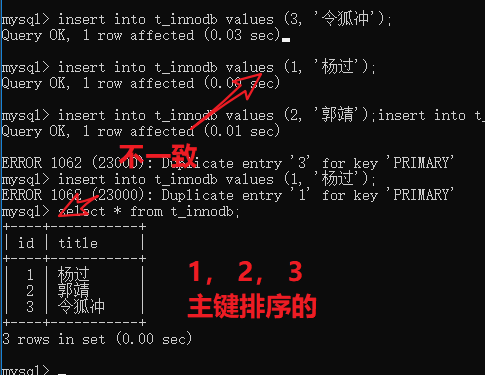 mysql> insert into t_innodb values (3, '令狐冲');
Query OK, 1 row affected (0.03 sec)
mysql> insert into t_innodb values (1, '杨过');
Query OK, 1 row affected (0.00 sec)
mysql> insert into t_innodb values (2, '郭靖');insert into t
Query OK, 1 row affected (0.01 sec)
不一致
ERROR 1062 (23000): Duplicate entry '3' for key 'PRIMARY'
mysql> insert into t_innodb values (1, '杨过');
ERROR 1062 (23000): Duplicate entry '1' for key 'PRIMARY'
mysql> select * from t_innodb;
+----+-----------+
| id | title |
+----+-----------+
| 1 | 杨过 |
| 2 | 郭靖 |
| 3 | 令狐冲 |
+----+-----------+
1， 2， 3
主键排序的
3 rows in set (0.00 sec)
mysql> _